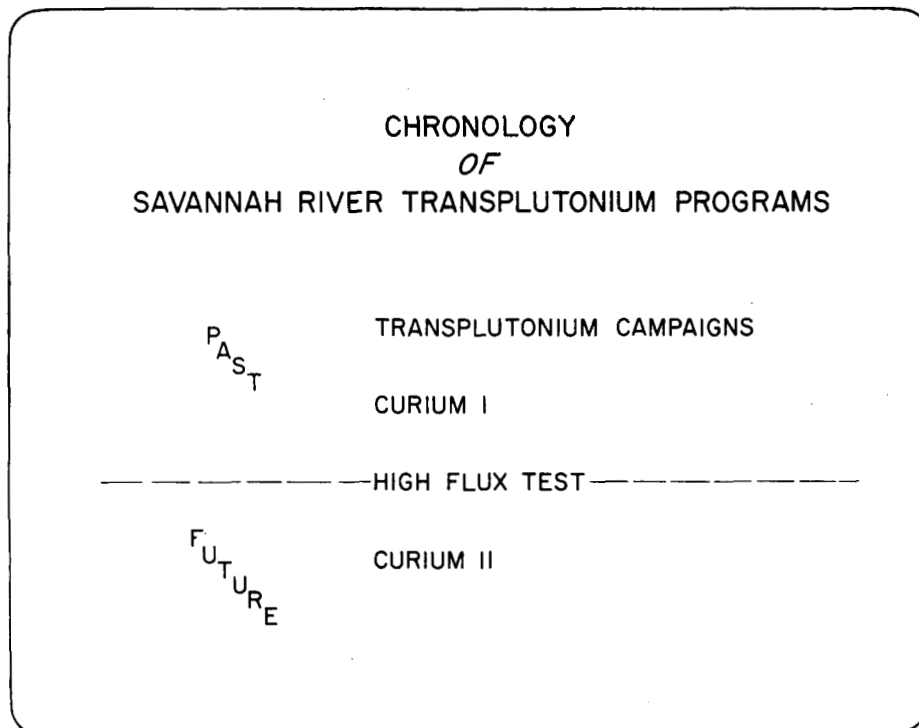 CHRONOLOGY
OF
SAVANNAH RIVER TRANSPLUTONIUM PROGRAMS
PAST
TRANSPLUTONIUM CAMPAIGNS
CURIUM I
HIGH FLUX TEST
FUTURE
CURIUM II